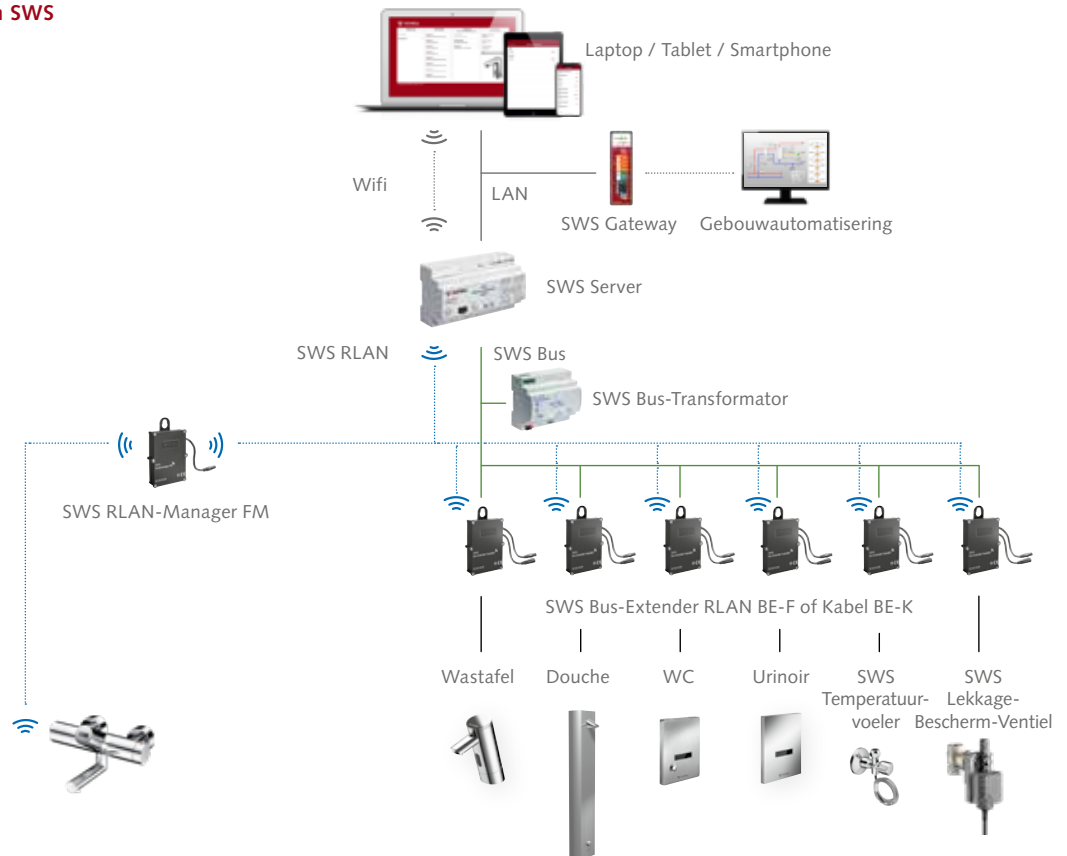 SWS
Laptop / Tablet / Smartphone
Wifi
LAN
SWS Gateway
Gebouwautomatisering
SWS Server
SWS RLAN
SWS Bus
SWS Bus-Transformator
SWS RLAN-Manager FM
SWS Bus-Extender RLAN BE-F of Kabel BE-K
Wastafel
Douche
WC
Urinoir
SWS
Temperatuur-
voeler
SWS
Lekkage-
Bescherm-Ventiel